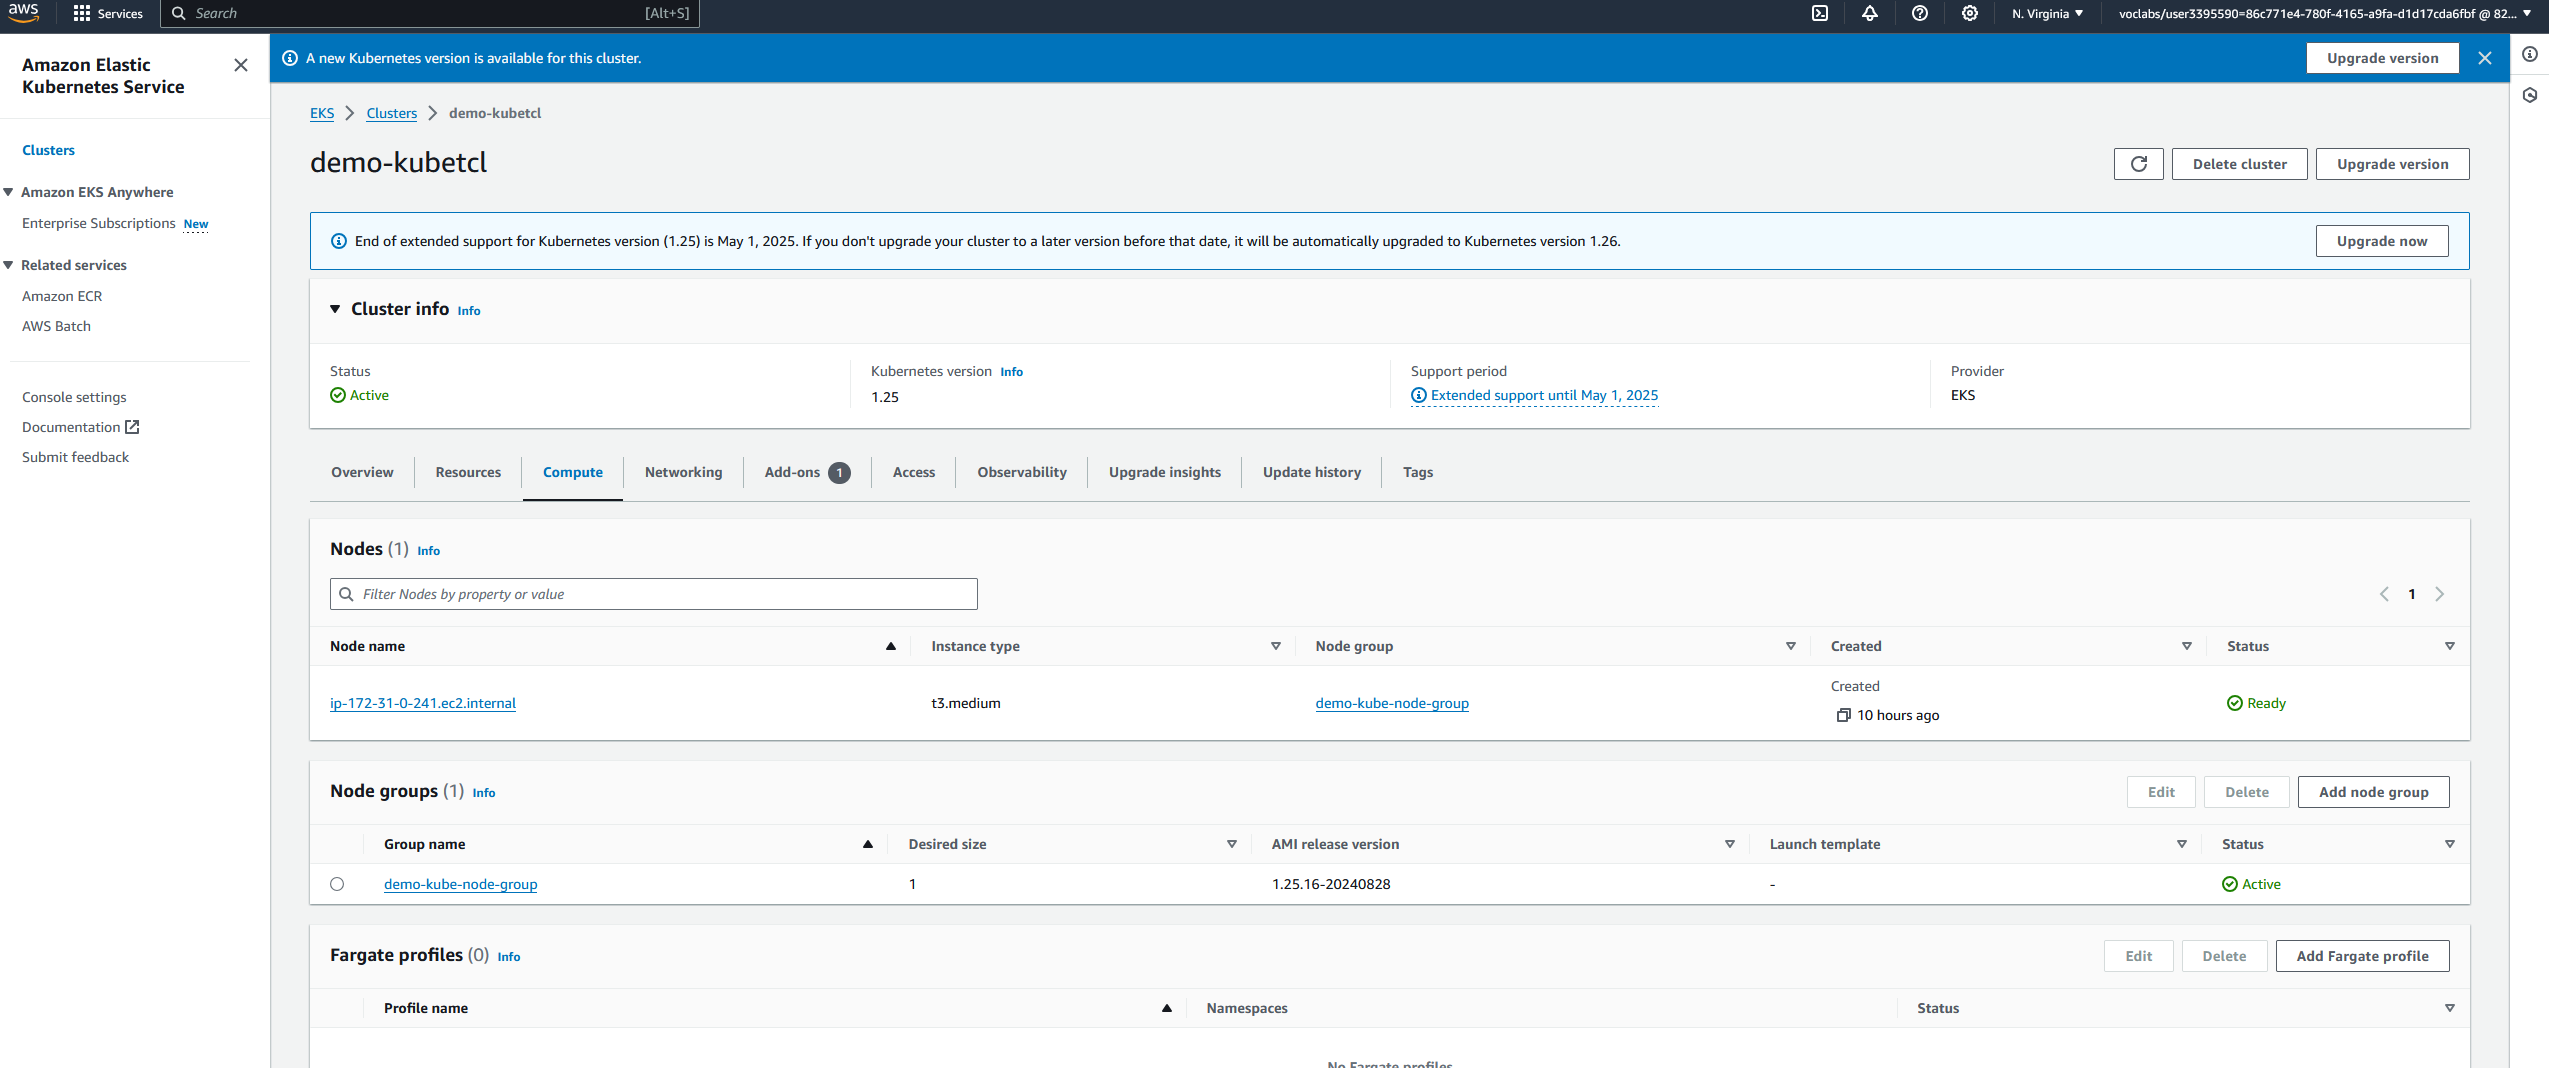 aws Services Search [Alt+S] N. Virginia voclabs/user3395590=86c771e4-780f-4165-a9fa-d1d17cda6fbf @ 82...
Amazon Elastic
Kubernetes Service
Clusters
Amazon EKS Anywhere
Enterprise Subscriptions New
Related services
Amazon ECR
AWS Batch
Console settings
Documentation
Submit feedback
A new Kubernetes version is available for this cluster. Upgrade version
EKS Clusters demo-kubetcl
demo-kubetcl
Delete cluster Upgrade version
End of extended support for Kubernetes version (1.25) is May 1, 2025. If you don't upgrade your cluster to a later version before that date, it will be automatically upgraded to Kubernetes version 1.26. Upgrade now
Cluster info Info
Status Kubernetes version Info Support period Provider
Active 1.25 Extended support until May 1, 2025 EKS
Overview Resources Compute Networking Add-ons 1 Access Observability Upgrade insights Update history Tags
Nodes (1) Info
Filter Nodes by property or value 1
Node name Instance type Node group Created Status
Created
ip-172-31-0-241.ec2.internal t3.medium demo-kube-node-group 10 hours ago Ready
Node groups (1) Info Edit Delete Add node group
Group name Desired size AMI release version Launch template Status
demo-kube-node-group 1 1.25.16-20240828 - Active
Fargate profiles (0) Info Edit Delete Add Fargate profile
Profile name Namespaces Status
No Fargate profiles